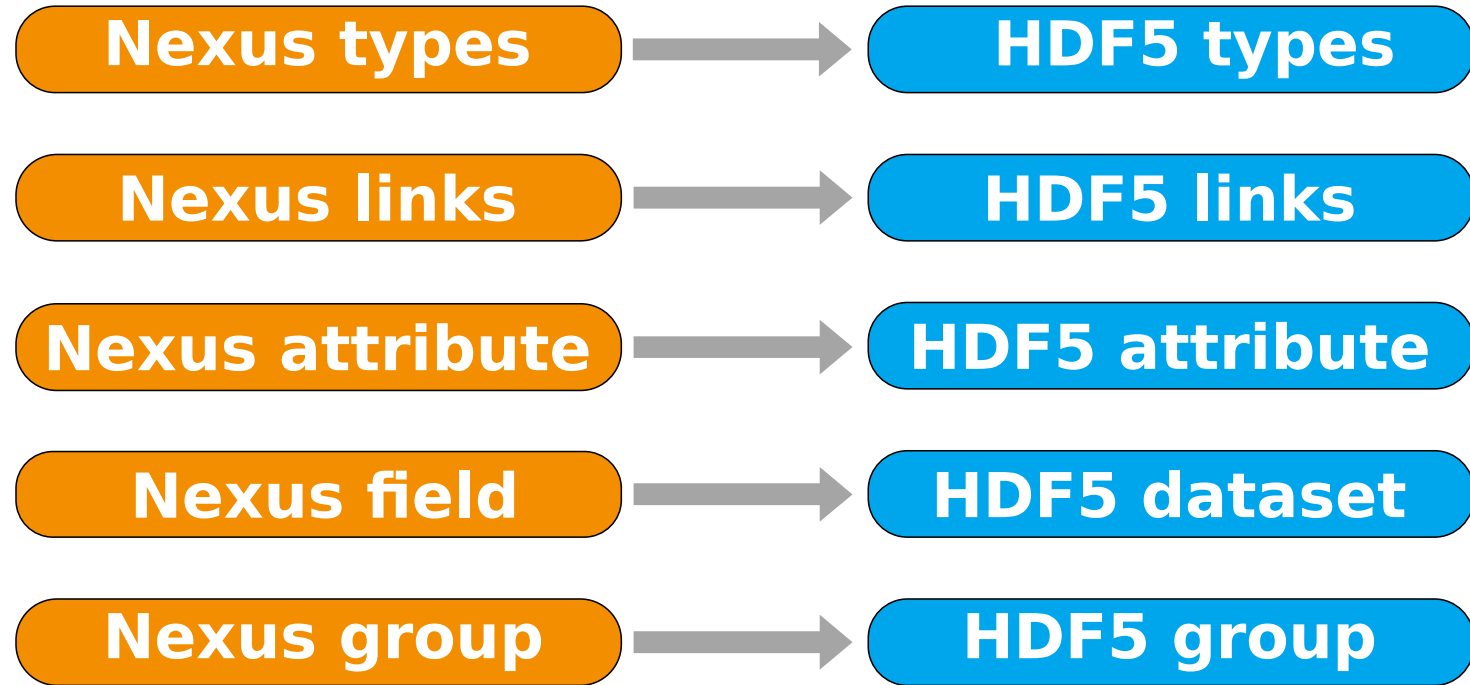 Nexus types
HDF5 types
Nexus links
HDF5 links
Nexus attribute
HDF5 attribute
Nexus field
HDF5 dataset
Nexus group
HDF5 group